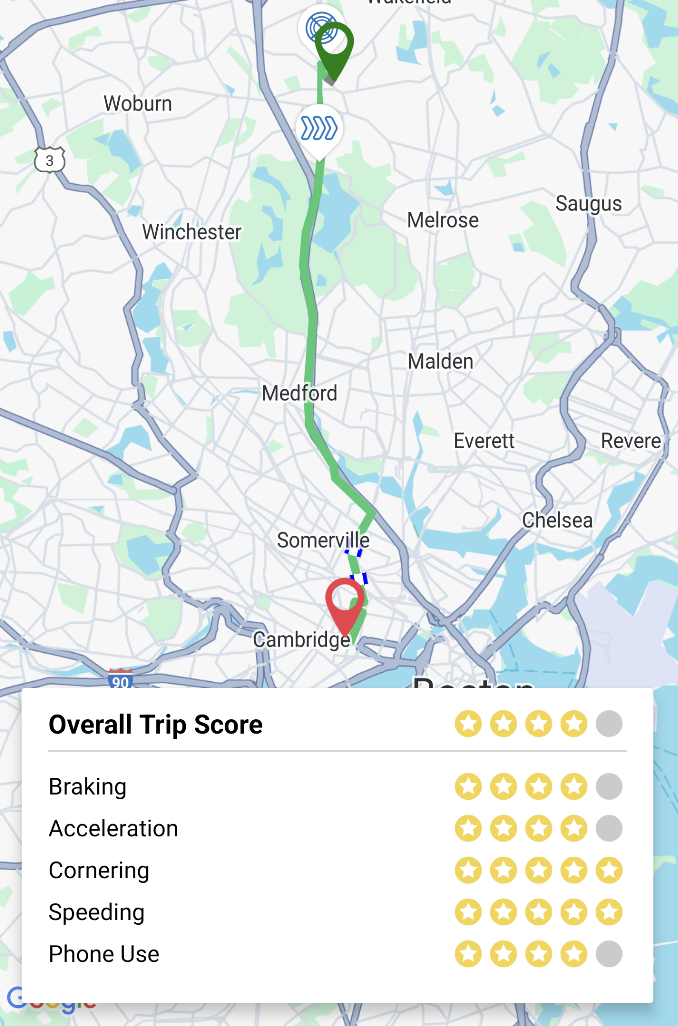 Wakefield
Woburn
3
Saugus
Melrose
Winchester
Malden
Medford
Everett
Revere
Chelsea
Somerville
Cambridge
90
Boston
Overall Trip Score
Braking
Acceleration
Cornering
Speeding
Phone Use
Google